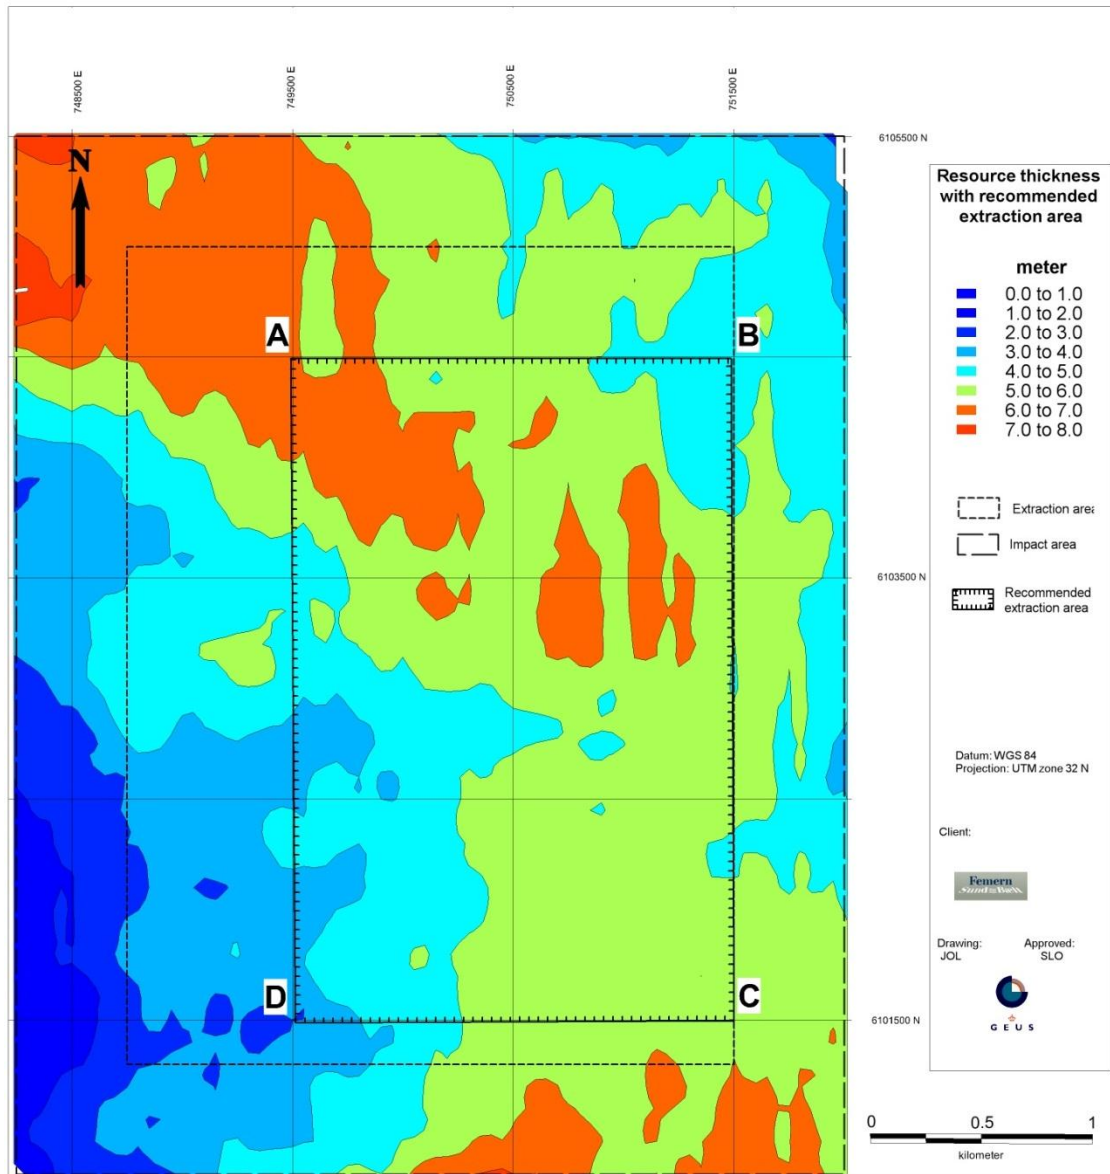 748500 E
749500 E
750500 E
751500 E
6105500 N
N
A
B
6103500 N
D
C
6101500 N
Resource thickness
with recommended
extraction area
meter
0.0 to 1.0
1.0 to 2.0
2.0 to 3.0
3.0 to 4.0
4.0 to 5.0
5.0 to 6.0
6.0 to 7.0
7.0 to 8.0
Extraction area
Impact area
Recommended
extraction area
Datum: WGS 84
Projection: UTM zone 32 N
Client:
Femern
Sund Bælt
Drawing:
JOL
Approved:
SLO
GEUS
0
0.5
1
kilometer